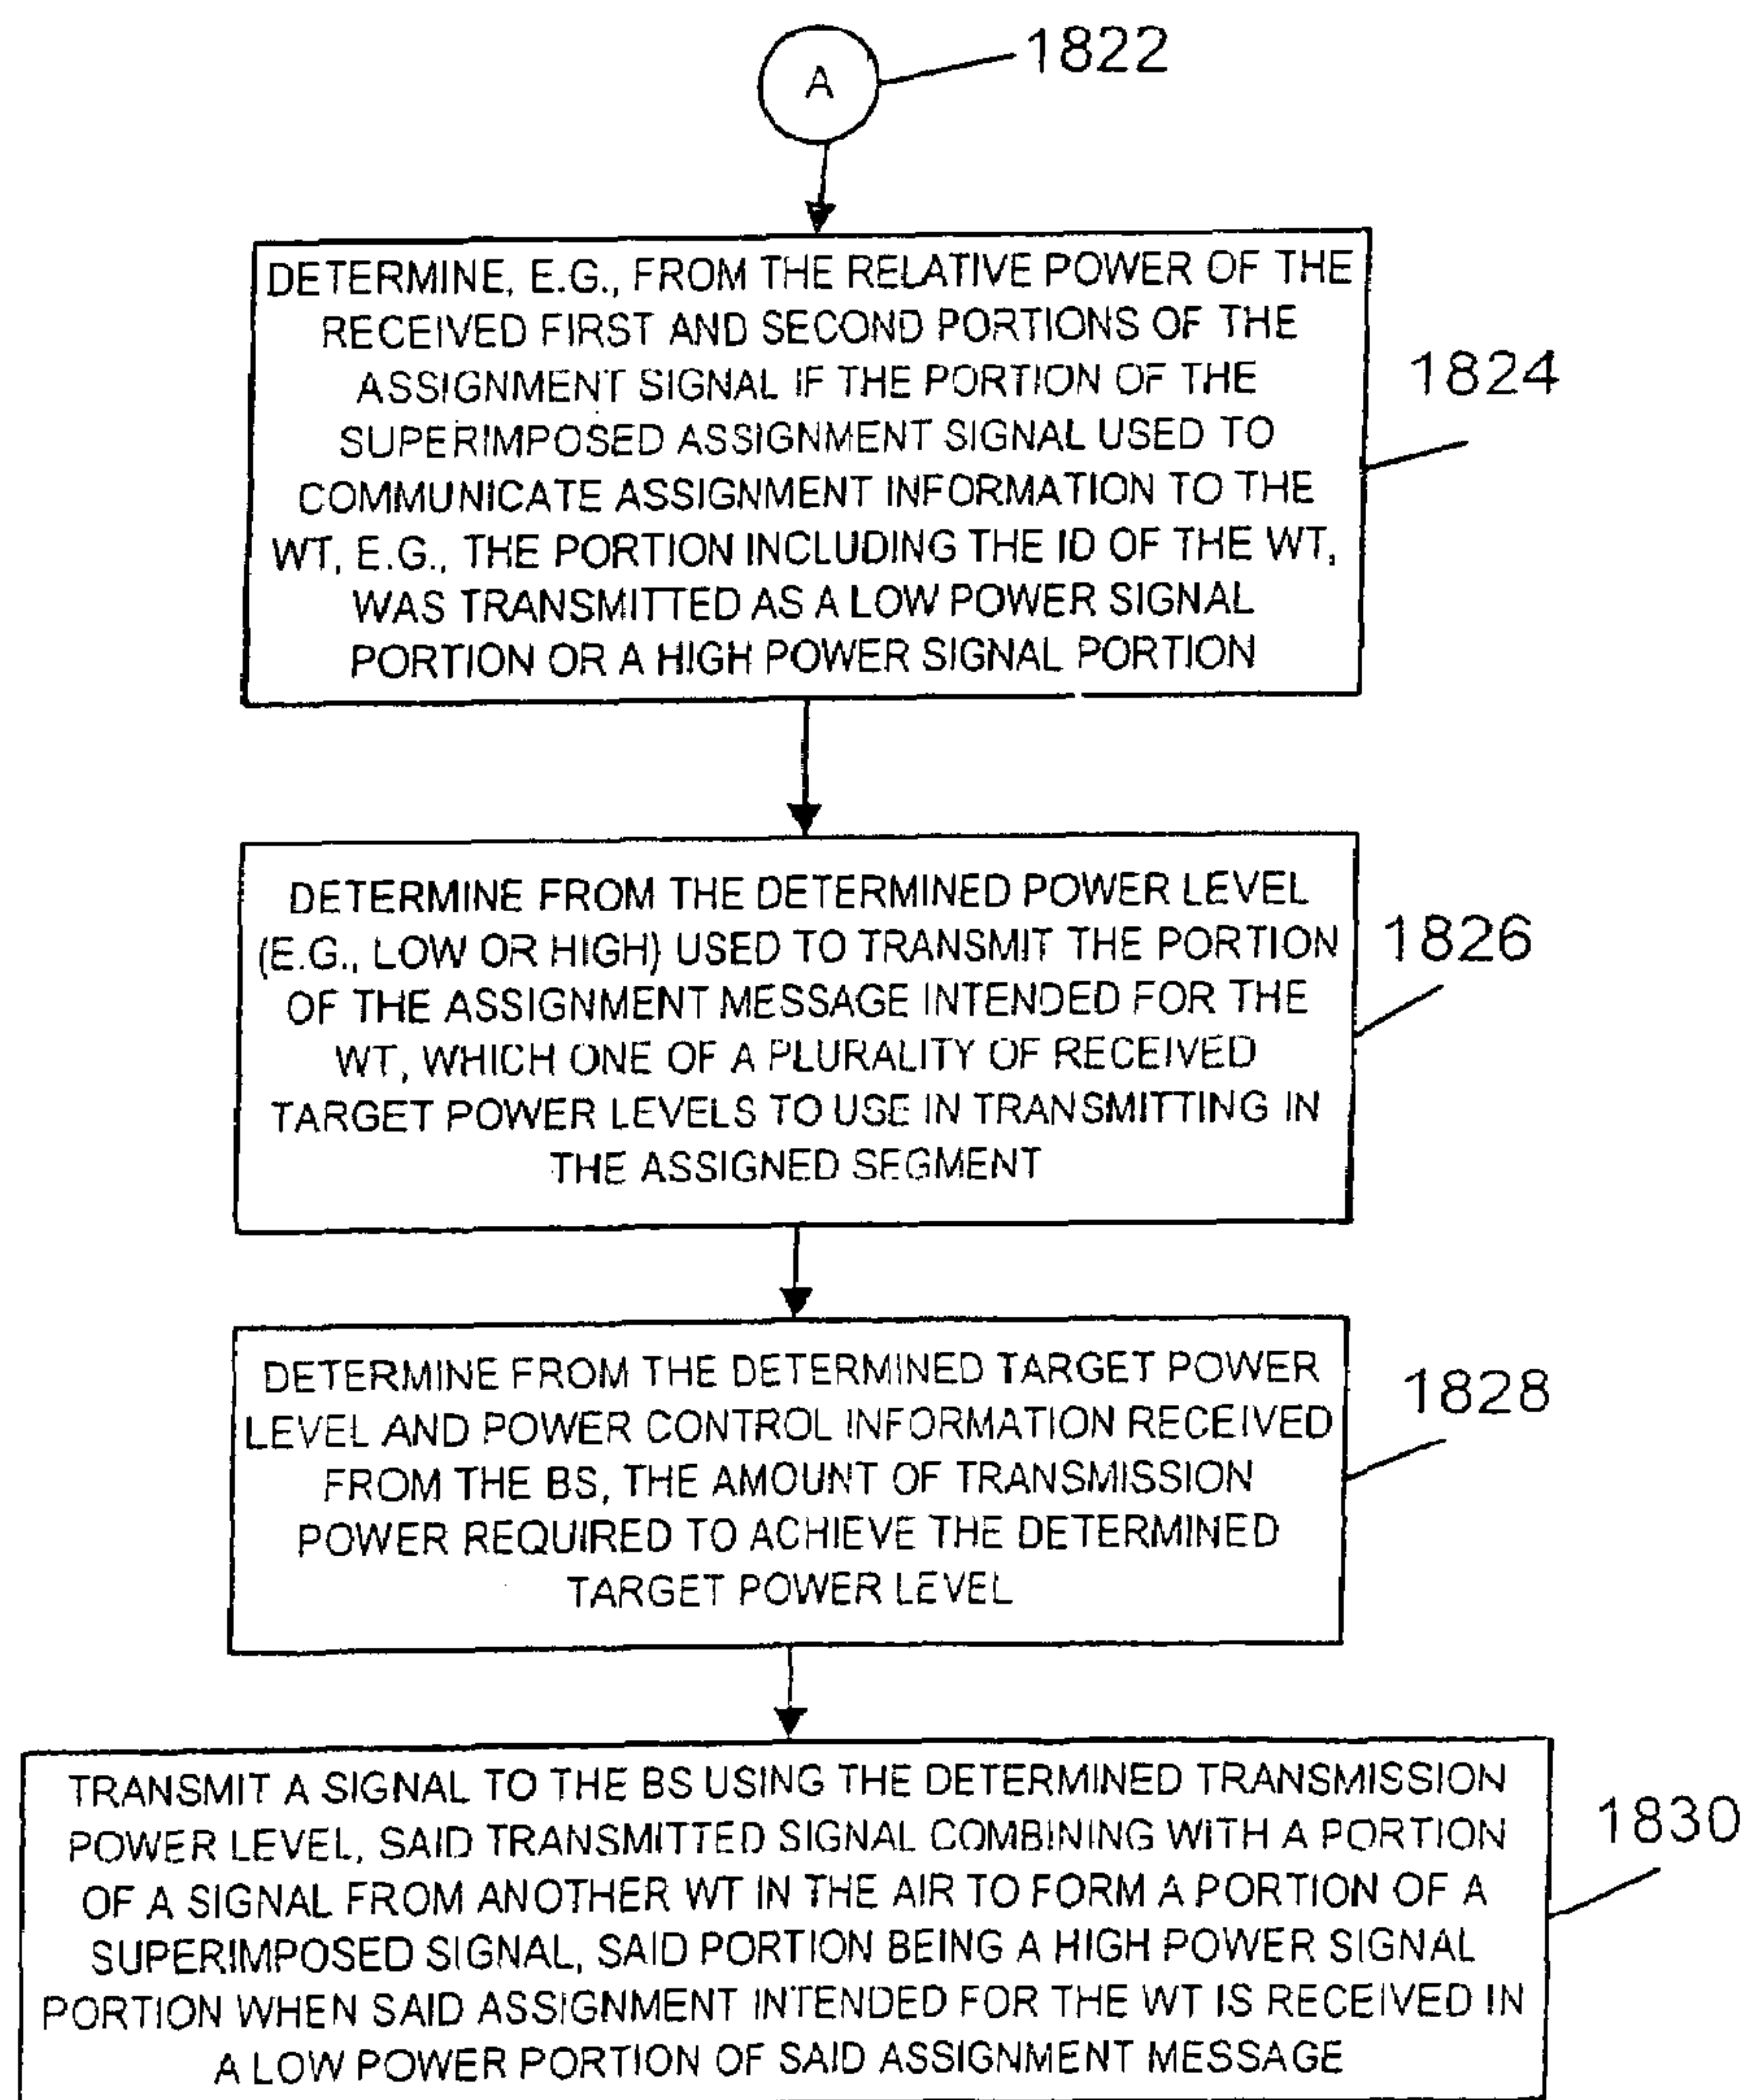 A
1822
DETERMINE, E.G., FROM THE RELATIVE POWER OF THE
RECEIVED FIRST AND SECOND PORTIONS OF THE
ASSIGNMENT SIGNAL IF THE PORTION OF THE
SUPERIMPOSED ASSIGNMENT SIGNAL USED TO
COMMUNICATE ASSIGNMENT INFORMATION TO THE
WT, E.G., THE PORTION INCLUDING THE ID OF THE WT,
WAS TRANSMITTED AS A LOW POWER SIGNAL
PORTION OR A HIGH POWER SIGNAL PORTION
1824
DETERMINE FROM THE DETERMINED POWER LEVEL
(E.G., LOW OR HIGH) USED TO TRANSMIT THE PORTION
OF THE ASSIGNMENT MESSAGE INTENDED FOR THE
WT, WHICH ONE OF A PLURALITY OF RECEIVED
TARGET POWER LEVELS TO USE IN TRANSMITTING IN
THE ASSIGNED SEGMENT
1826
DETERMINE FROM THE DETERMINED TARGET POWER
LEVEL AND POWER CONTROL INFORMATION RECEIVED
FROM THE BS, THE AMOUNT OF TRANSMISSION
POWER REQUIRED TO ACHIEVE THE DETERMINED
TARGET POWER LEVEL
1828
TRANSMIT A SIGNAL TO THE BS USING THE DETERMINED TRANSMISSION
POWER LEVEL, SAID TRANSMITTED SIGNAL COMBINING WITH A PORTION
OF A SIGNAL FROM ANOTHER WT IN THE AIR TO FORM A PORTION OF A
SUPERIMPOSED SIGNAL, SAID PORTION BEING A HIGH POWER SIGNAL
PORTION WHEN SAID ASSIGNMENT INTENDED FOR THE WT IS RECEIVED IN
A LOW POWER PORTION OF SAID ASSIGNMENT MESSAGE
1830